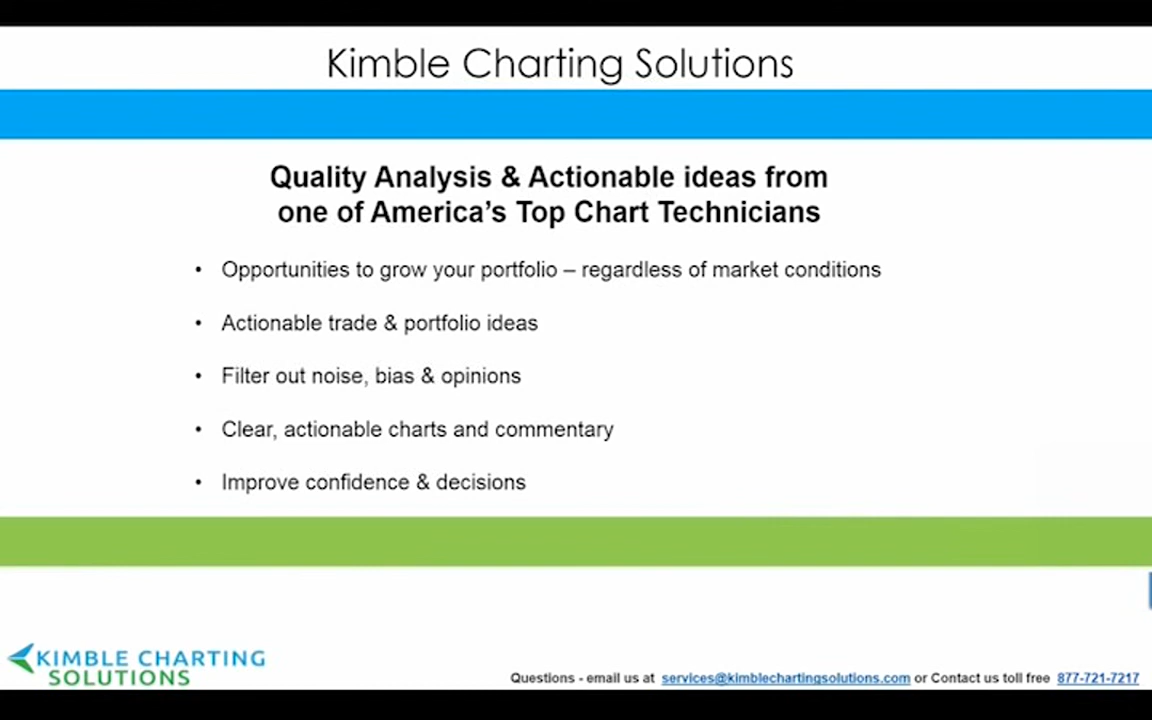 Kimble Charting Solutions
Quality Analysis & Actionable ideas from
one of America's Top Chart Technicians
• Opportunities to grow your portfolio – regardless of market conditions
• Actionable trade & portfolio ideas
• Filter out noise, bias & opinions
• Clear, actionable charts and commentary
• Improve confidence & decisions
KIMBLE CHARTING
SOLUTIONS
Questions - email us at services@kimblechartingsolutions.com or Contact us toll free 877-721-7217